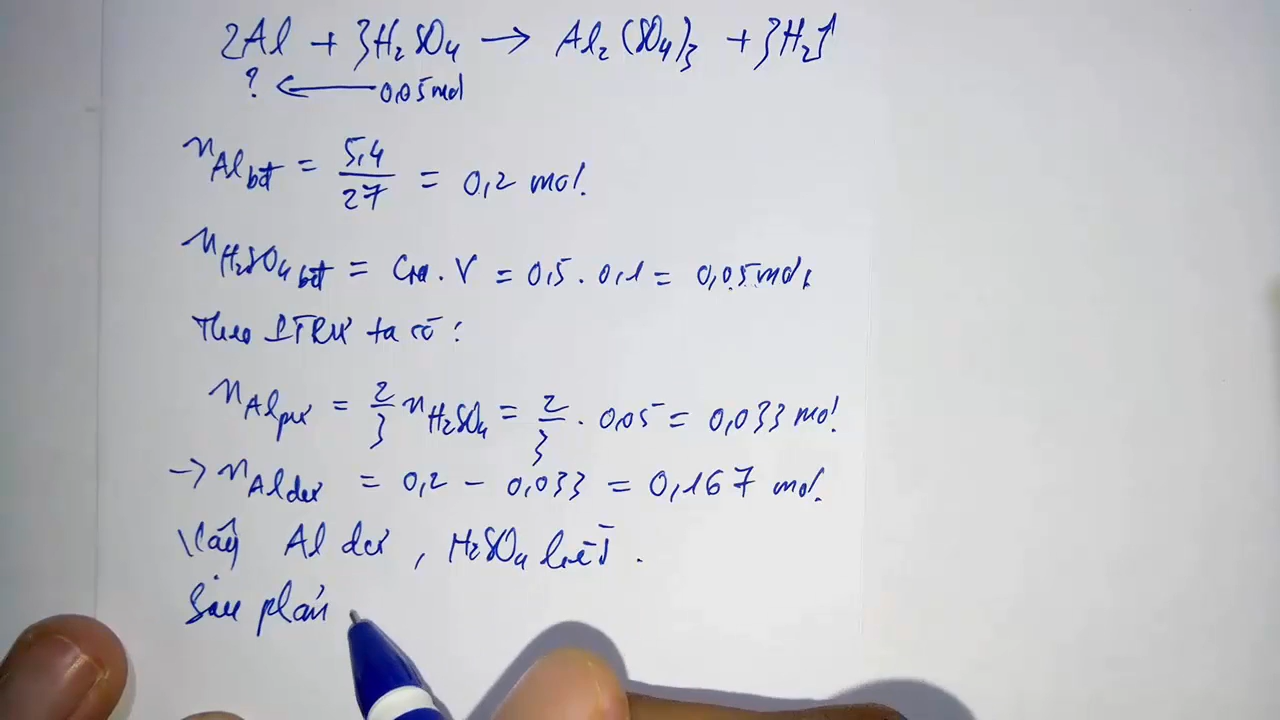 2Al + 3H₂SO₄ → Al₂(SO₄)₃ + 3H₂↑
? ← 0,05 mol
nAl bđ = 5,4/27 = 0,2 mol.
nH₂SO₄ bđ = CM.V = 0,5.0,1 = 0,05 mol.
Theo PTPƯ ta có:
nAl pư = 2/3 nH₂SO₄ = 2/3 . 0,05 = 0,033 mol
→ nAl dư = 0,2 - 0,033 = 0,167 mol.
Vậy Al dư, H₂SO₄ hết.
Sau phản